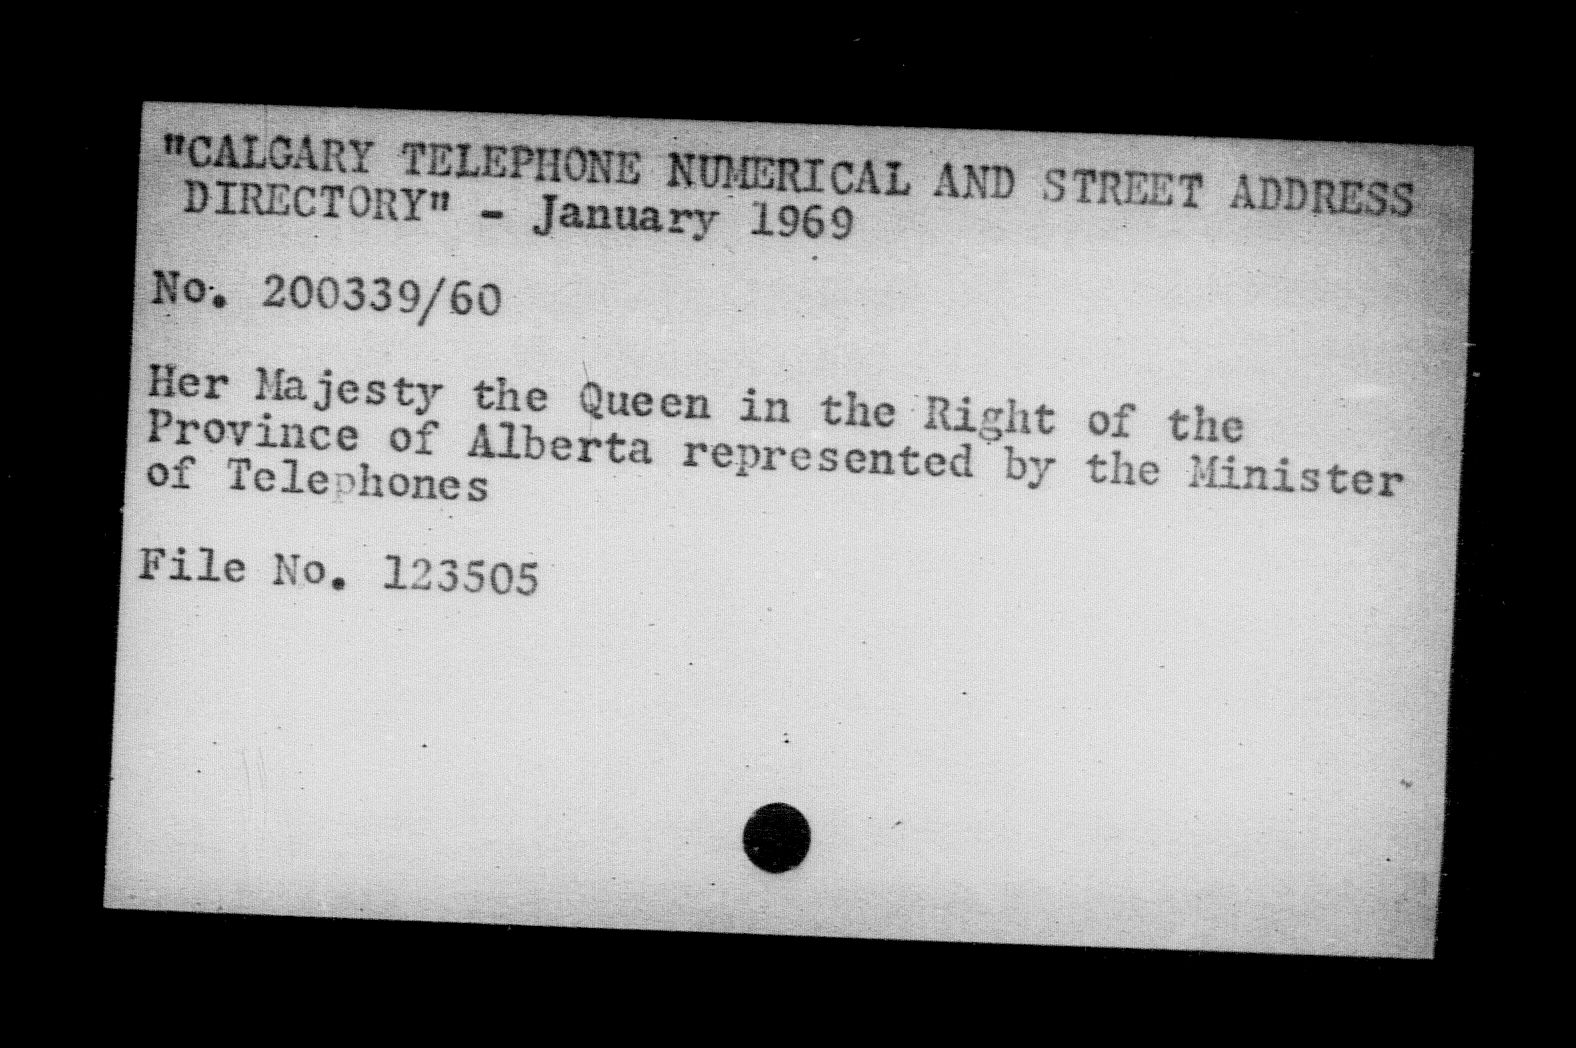 "CALGARY TELEPHONE NUMERICAL AND STREET ADDRESS
DIRECTORY" - January 1969
No. 200339/60
Her Majesty the Queen in the Right of the
Province of Alberta represented by the Minister
of Telephones
File No. 123505